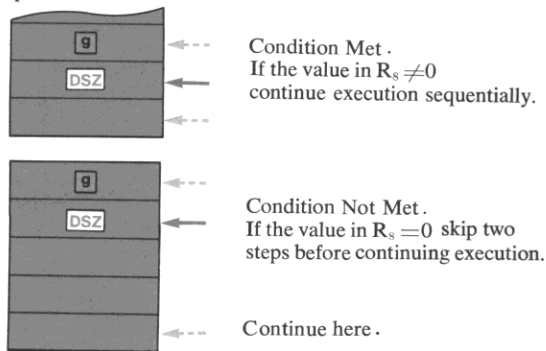 g
DSZ
Condition Met.
If the value in R₈ ≠0
continue execution sequentially.
g
DSZ
Condition Not Met.
If the value in R₈ =0 skip two
steps before continuing execution.
Continue here.